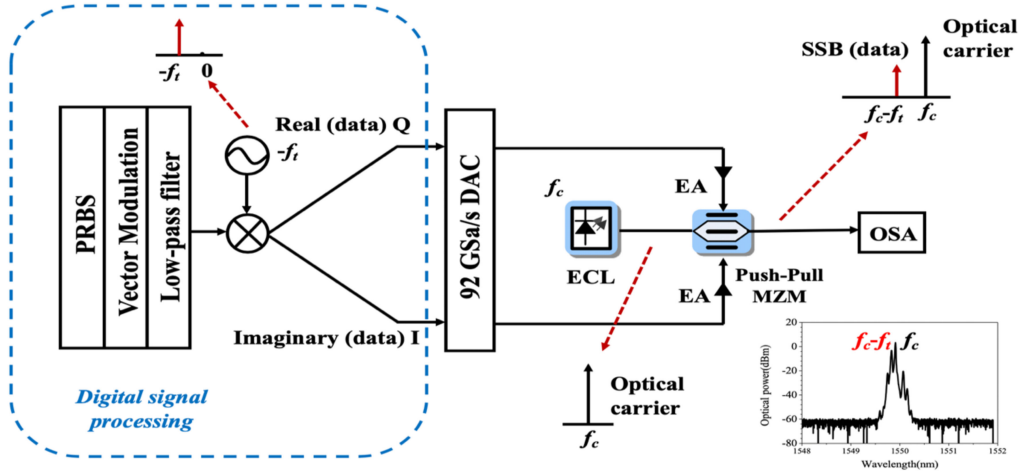 Optical
carrier
SSB (data)
fc-ft fc
-ft 0
PRBS
Vector Modulation
Low-pass filter
Real (data) Q
-ft
Imaginary (data) I
Digital signal
processing
92 GSa/s DAC
fc
ECL
EA
EA
Push-Pull
MZM
OSA
Optical
carrier
fc
fc-ft fc
Optical power(dBm)
20
0
-20
-40
-60
-80
1548 1549 1550 1551 1552
Wavelength(nm)